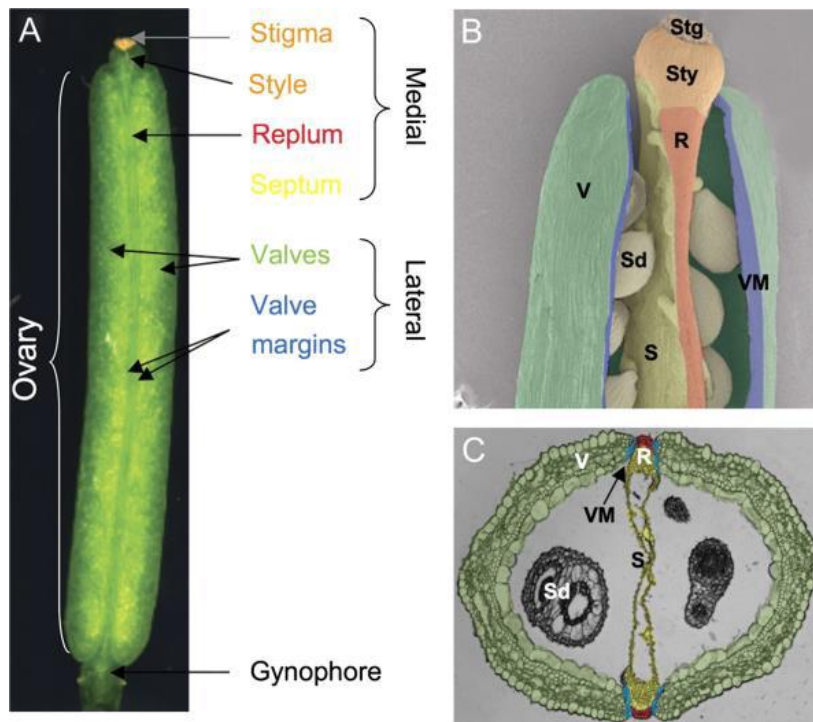 A
Stigma
Style
Replum
Septum
Medial
Valves
Valve
margins
Lateral
Ovary
Gynophore
B
Stg
Sty
R
V
Sd
VM
S
C
V
R
VM
S
Sd